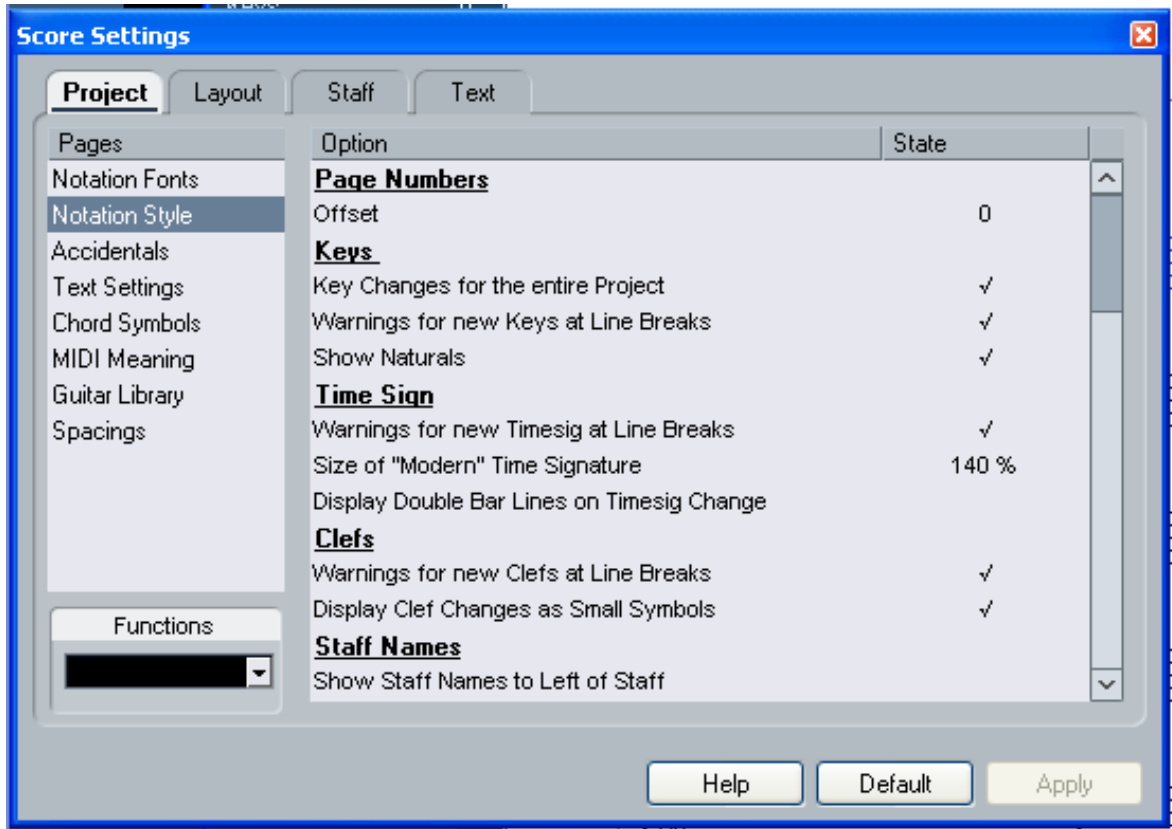 Score Settings
Project Layout Staff Text
Pages
Notation Fonts
Notation Style
Accidentals
Text Settings
Chord Symbols
MIDI Meaning
Guitar Library
Spacings
Functions
Option State
Page Numbers
Offset 0
Keys
Key Changes for the entire Project √
Warnings for new Keys at Line Breaks √
Show Naturals √
Time Sign
Warnings for new Timesig at Line Breaks √
Size of "Modern" Time Signature 140 %
Display Double Bar Lines on Timesig Change
Clefs
Warnings for new Clefs at Line Breaks √
Display Clef Changes as Small Symbols √
Staff Names
Show Staff Names to Left of Staff
Help Default Apply